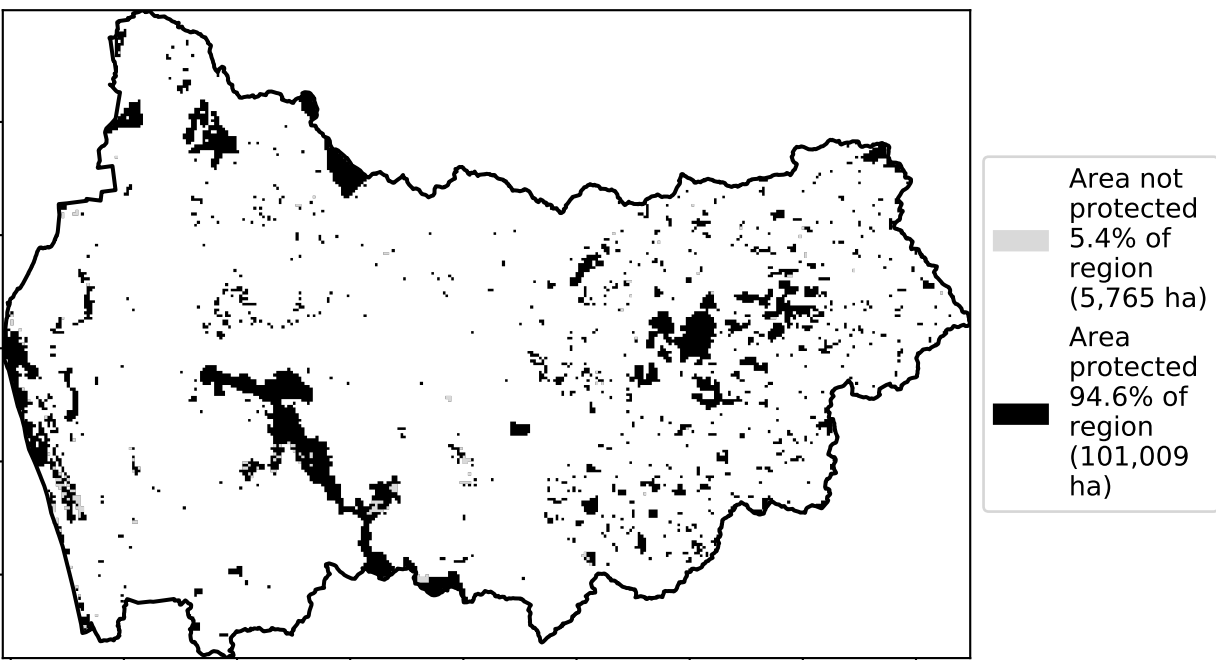 Area not
protected
5.4% of
region
(5,765 ha)
Area
protected
94.6% of
region
(101,009
ha)